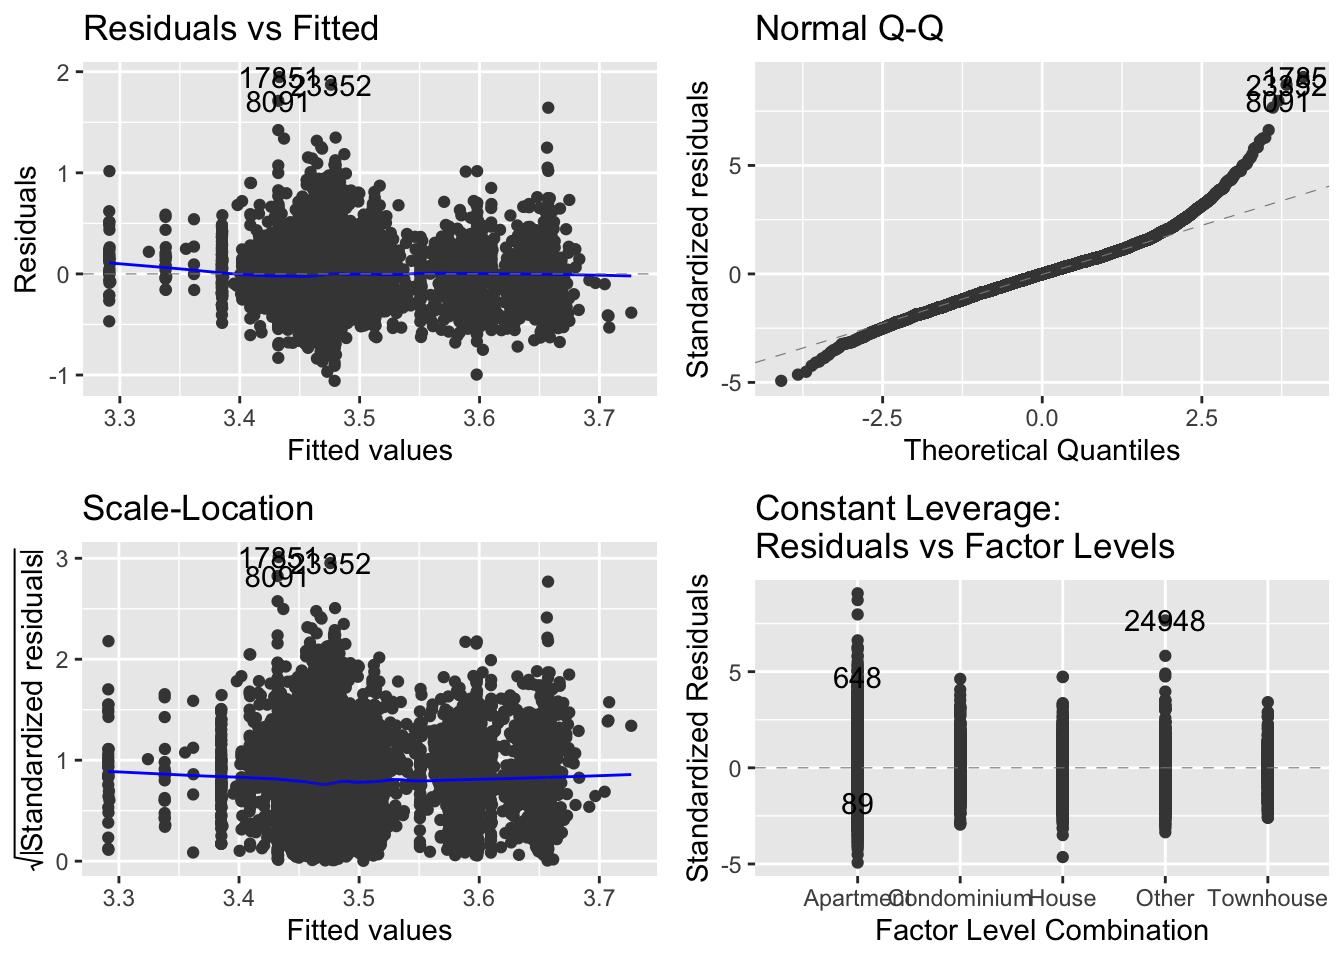 Residuals vs Fitted
Residuals
2
1
0
-1
17851
23352
8091
3.3
3.4
3.5
3.6
3.7
Fitted values
Normal Q-Q
Standardized residuals
5
0
-5
8091
-2.5
0.0
2.5
Theoretical Quantiles
Scale-Location
√|Standardized residuals|
3
2
1
0
17851
23352
8091
3.3
3.4
3.5
3.6
3.7
Fitted values
Constant Leverage:
Residuals vs Factor Levels
Standardized Residuals
5
0
-5
24948
648
89
Apartment
Condominium
House
Other
Townhouse
Factor Level Combination